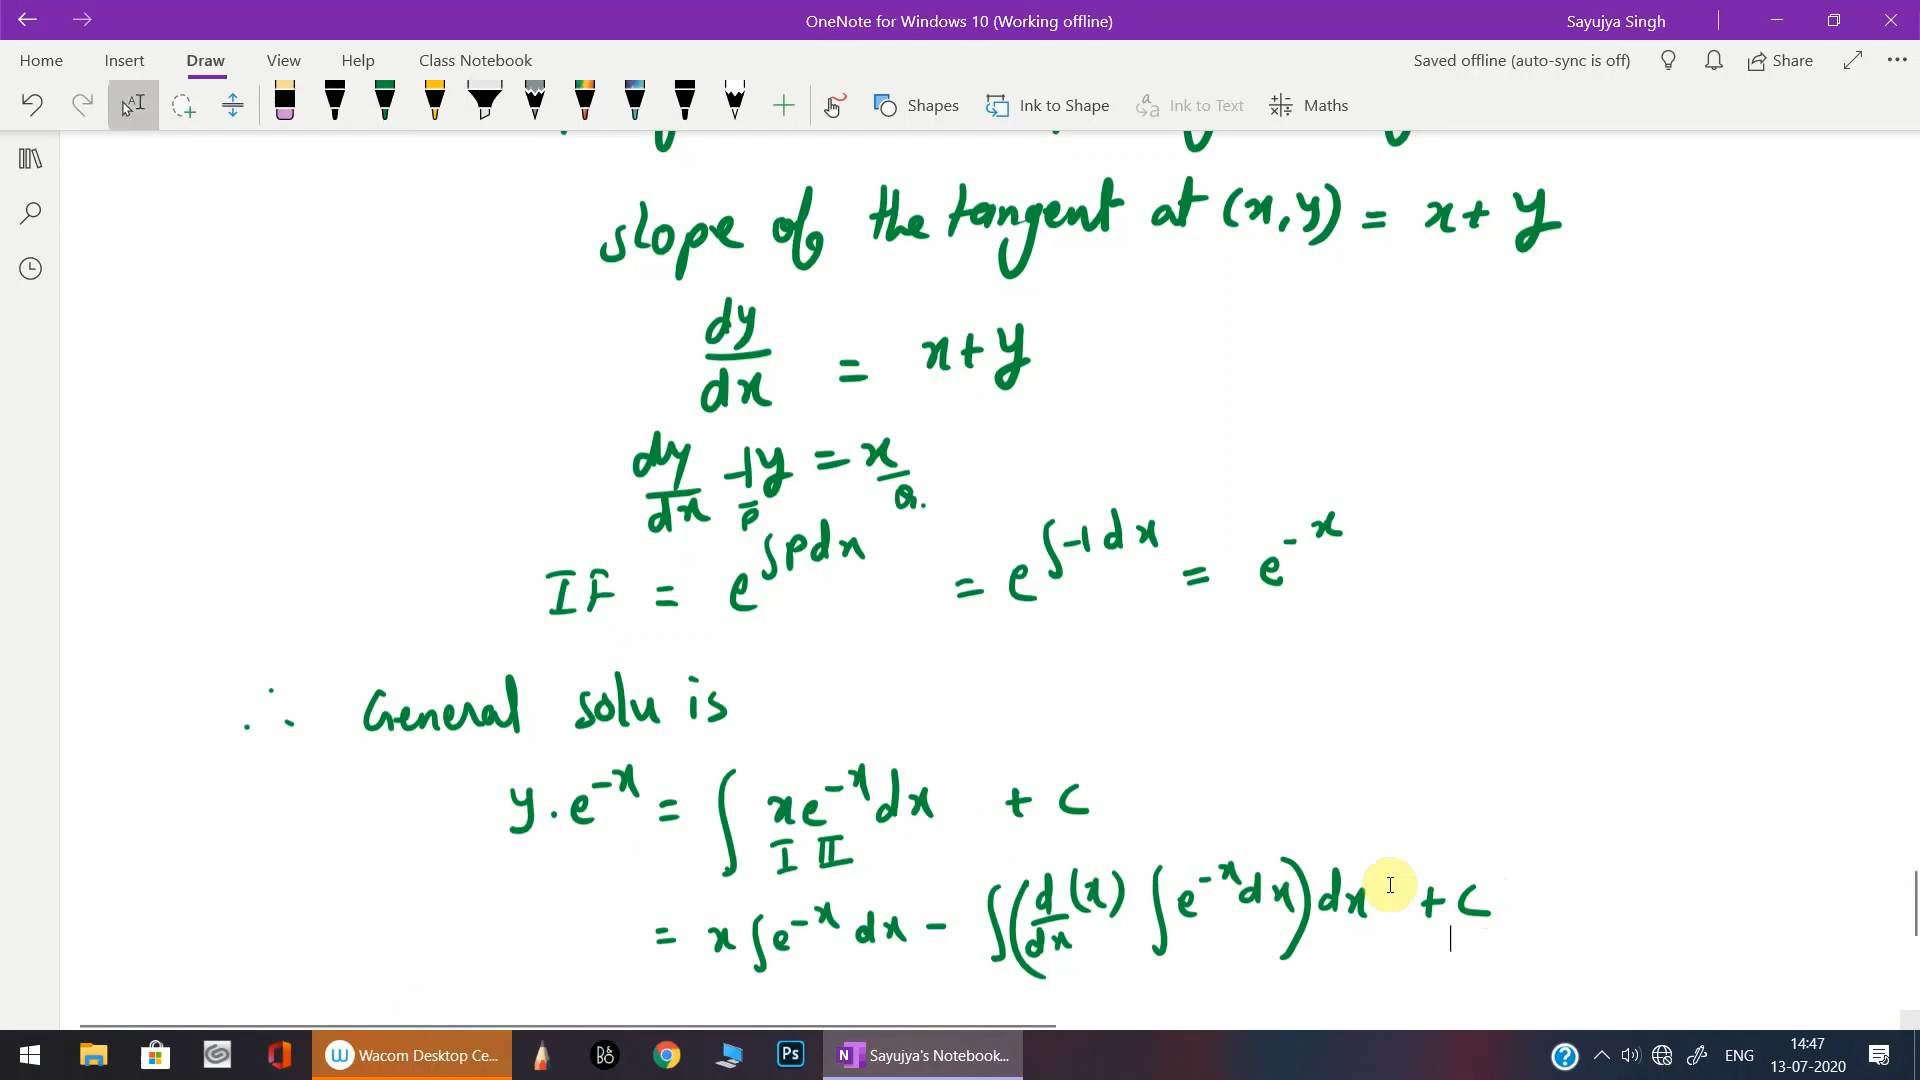 OneNote for Windows 10 (Working offline)
Sayujya Singh
Home Insert Draw View Help Class Notebook
Saved offline (auto-sync is off) Share
Shapes Ink to Shape Ink to Text Maths
slope of the tangent at (x, y) = x + y
dy/dx = x + y
dy/dx -1y = x
P Q.
IF = e^∫Pdx = e^∫-1dx = e^-x
∴ General solu is
y . e^-x = ∫ xe^-x dx + c
I II
= x ∫e^-x dx - ∫(d/dx (x) ∫e^-x dx) dx + c
Wacom Desktop Ce...
Sayujya's Notebook...
ENG
14:47
13-07-2020